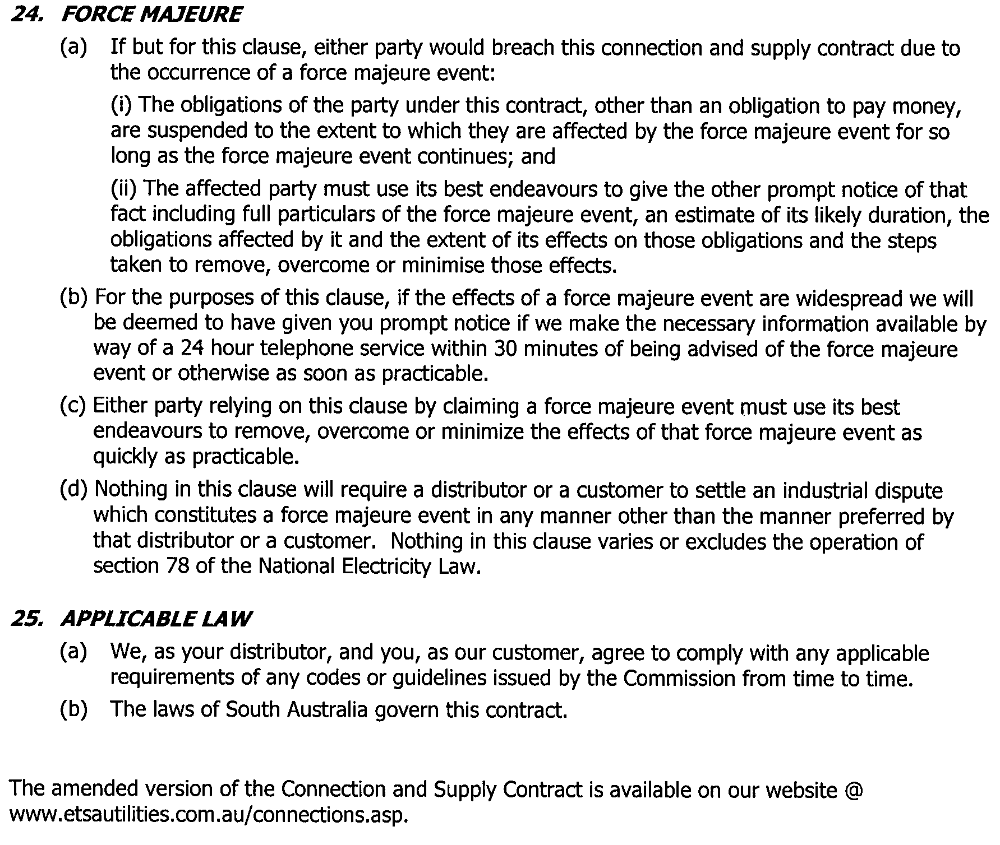 24. FORCE MAJEURE
(a) If but for this clause, either party would breach this connection and supply contract due to
the occurrence of a force majeure event:
(i) The obligations of the party under this contract, other than an obligation to pay money,
are suspended to the extent to which they are affected by the force majeure event for so
long as the force majeure event continues; and
(ii) The affected party must use its best endeavours to give the other prompt notice of that
fact including full particulars of the force majeure event, an estimate of its likely duration, the
obligations affected by it and the extent of its effects on those obligations and the steps
taken to remove, overcome or minimise those effects.
(b) For the purposes of this clause, if the effects of a force majeure event are widespread we will
be deemed to have given you prompt notice if we make the necessary information available by
way of a 24 hour telephone service within 30 minutes of being advised of the force majeure
event or otherwise as soon as practicable.
(c) Either party relying on this clause by claiming a force majeure event must use its best
endeavours to remove, overcome or minimize the effects of that force majeure event as
quickly as practicable.
(d) Nothing in this clause will require a distributor or a customer to settle an industrial dispute
which constitutes a force majeure event in any manner other than the manner preferred by
that distributor or a customer. Nothing in this clause varies or excludes the operation of
section 78 of the National Electricity Law.
25. APPLICABLE LAW
(a) We, as your distributor, and you, as our customer, agree to comply with any applicable
requirements of any codes or guidelines issued by the Commission from time to time.
(b) The laws of South Australia govern this contract.
The amended version of the Connection and Supply Contract is available on our website @
www.etsautilities.com.au/connections.asp.